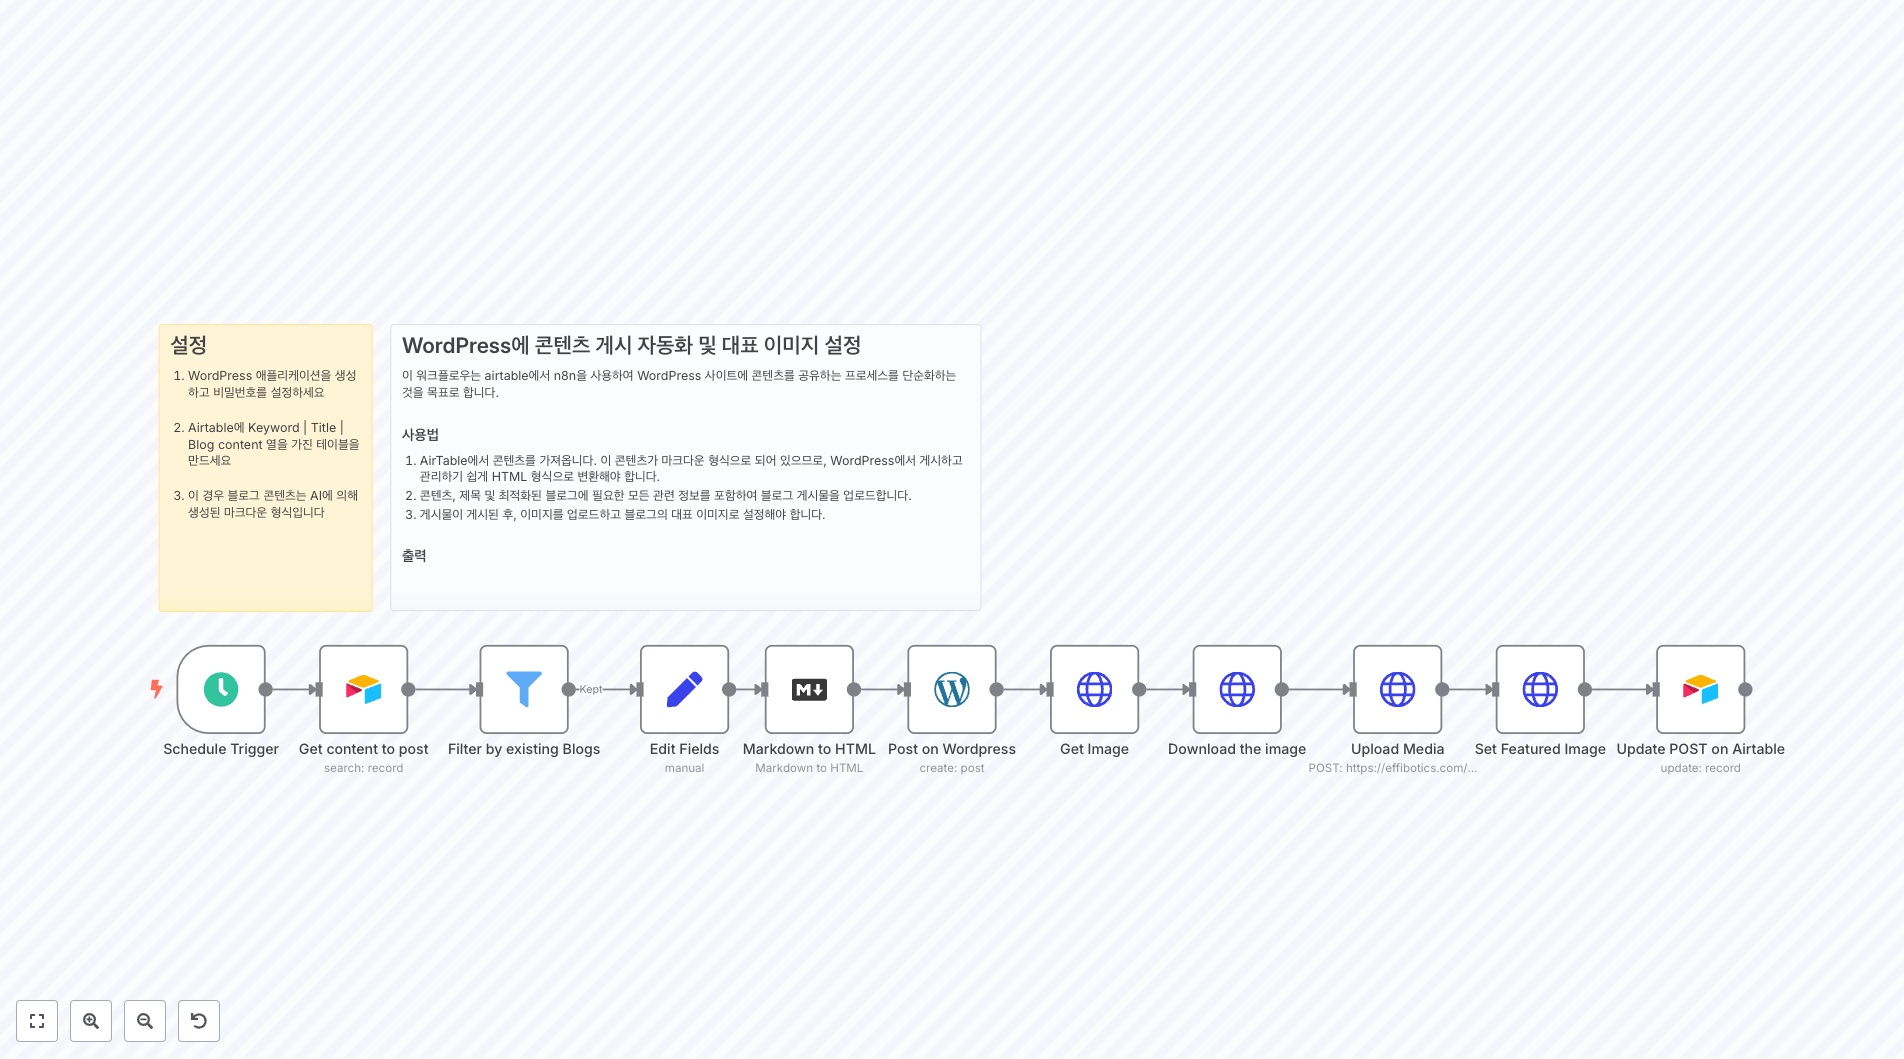 설정
1. WordPress 애플리케이션을 생성
하고 비밀번호를 설정하세요
2. Airtable에 Keyword | Title |
Blog content 열을 가진 테이블을
만드세요
3. 이 경우 블로그 콘텐츠는 AI에 의해
생성된 마크다운 형식입니다
WordPress에 콘텐츠 게시 자동화 및 대표 이미지 설정
이 워크플로우는 airtable에서 n8n을 사용하여 WordPress 사이트에 콘텐츠를 공유하는 프로세스를 단순화하는
것을 목표로 합니다.
사용법
1. AirTable에서 콘텐츠를 가져옵니다. 이 콘텐츠가 마크다운 형식으로 되어 있으므로, WordPress에서 게시하고
관리하기 쉽게 HTML 형식으로 변환해야 합니다.
2. 콘텐츠, 제목 및 최적화된 블로그에 필요한 모든 관련 정보를 포함하여 블로그 게시물을 업로드합니다.
3. 게시물이 게시된 후, 이미지를 업로드하고 블로그의 대표 이미지로 설정해야 합니다.
출력
Kept
M
Schedule Trigger
Get content to post
search: record
Filter by existing Blogs
Edit Fields
manual
Markdown to HTML
Markdown to HTML
Post on Wordpress
create: post
Get Image
Download the image
Upload Media
POST: https://effibotics.com/...
Set Featured Image
Update POST on Airtable
update: record